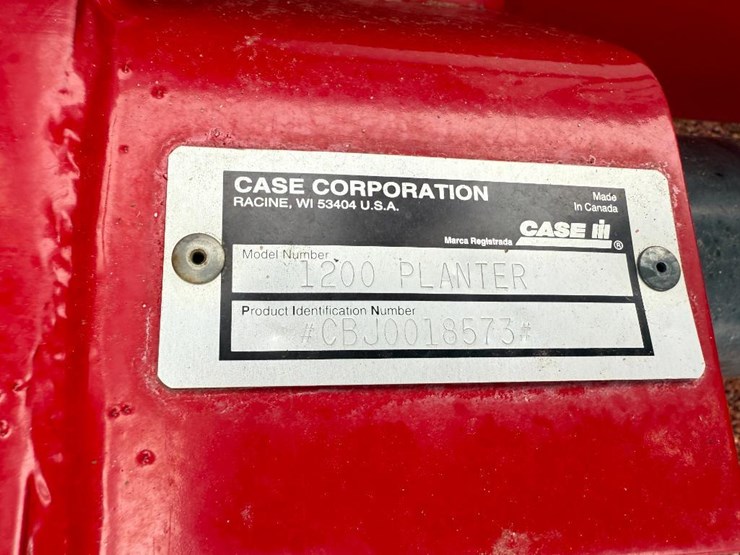 CASE CORPORATION
RACINE, WI 53404 U.S.A.
Made
In Canada
Marca Registrada CASE IH ®
Model Number
1200 PLANTER
Product Identification Number
#CBJ0018573#